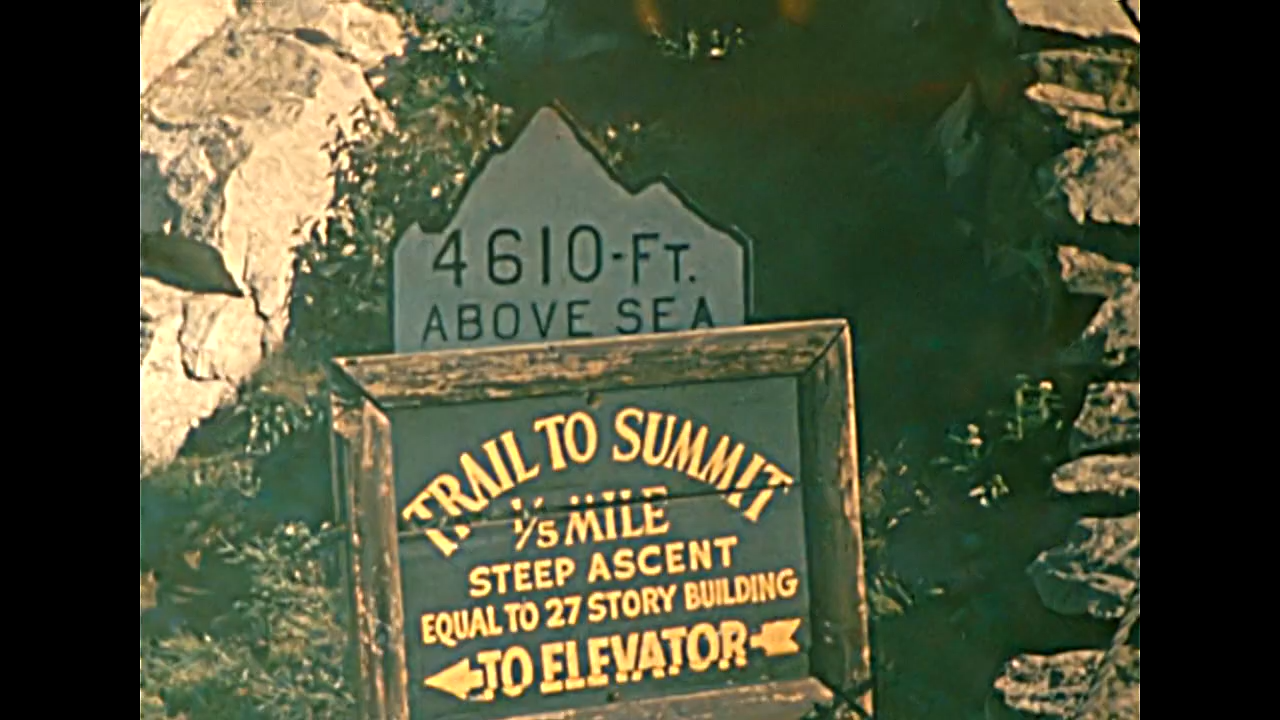 4610-FT.
ABOVE SEA
TRAIL TO SUMMIT
1/5 MILE
STEEP ASCENT
EQUAL TO 27 STORY BUILDING
TO ELEVATOR